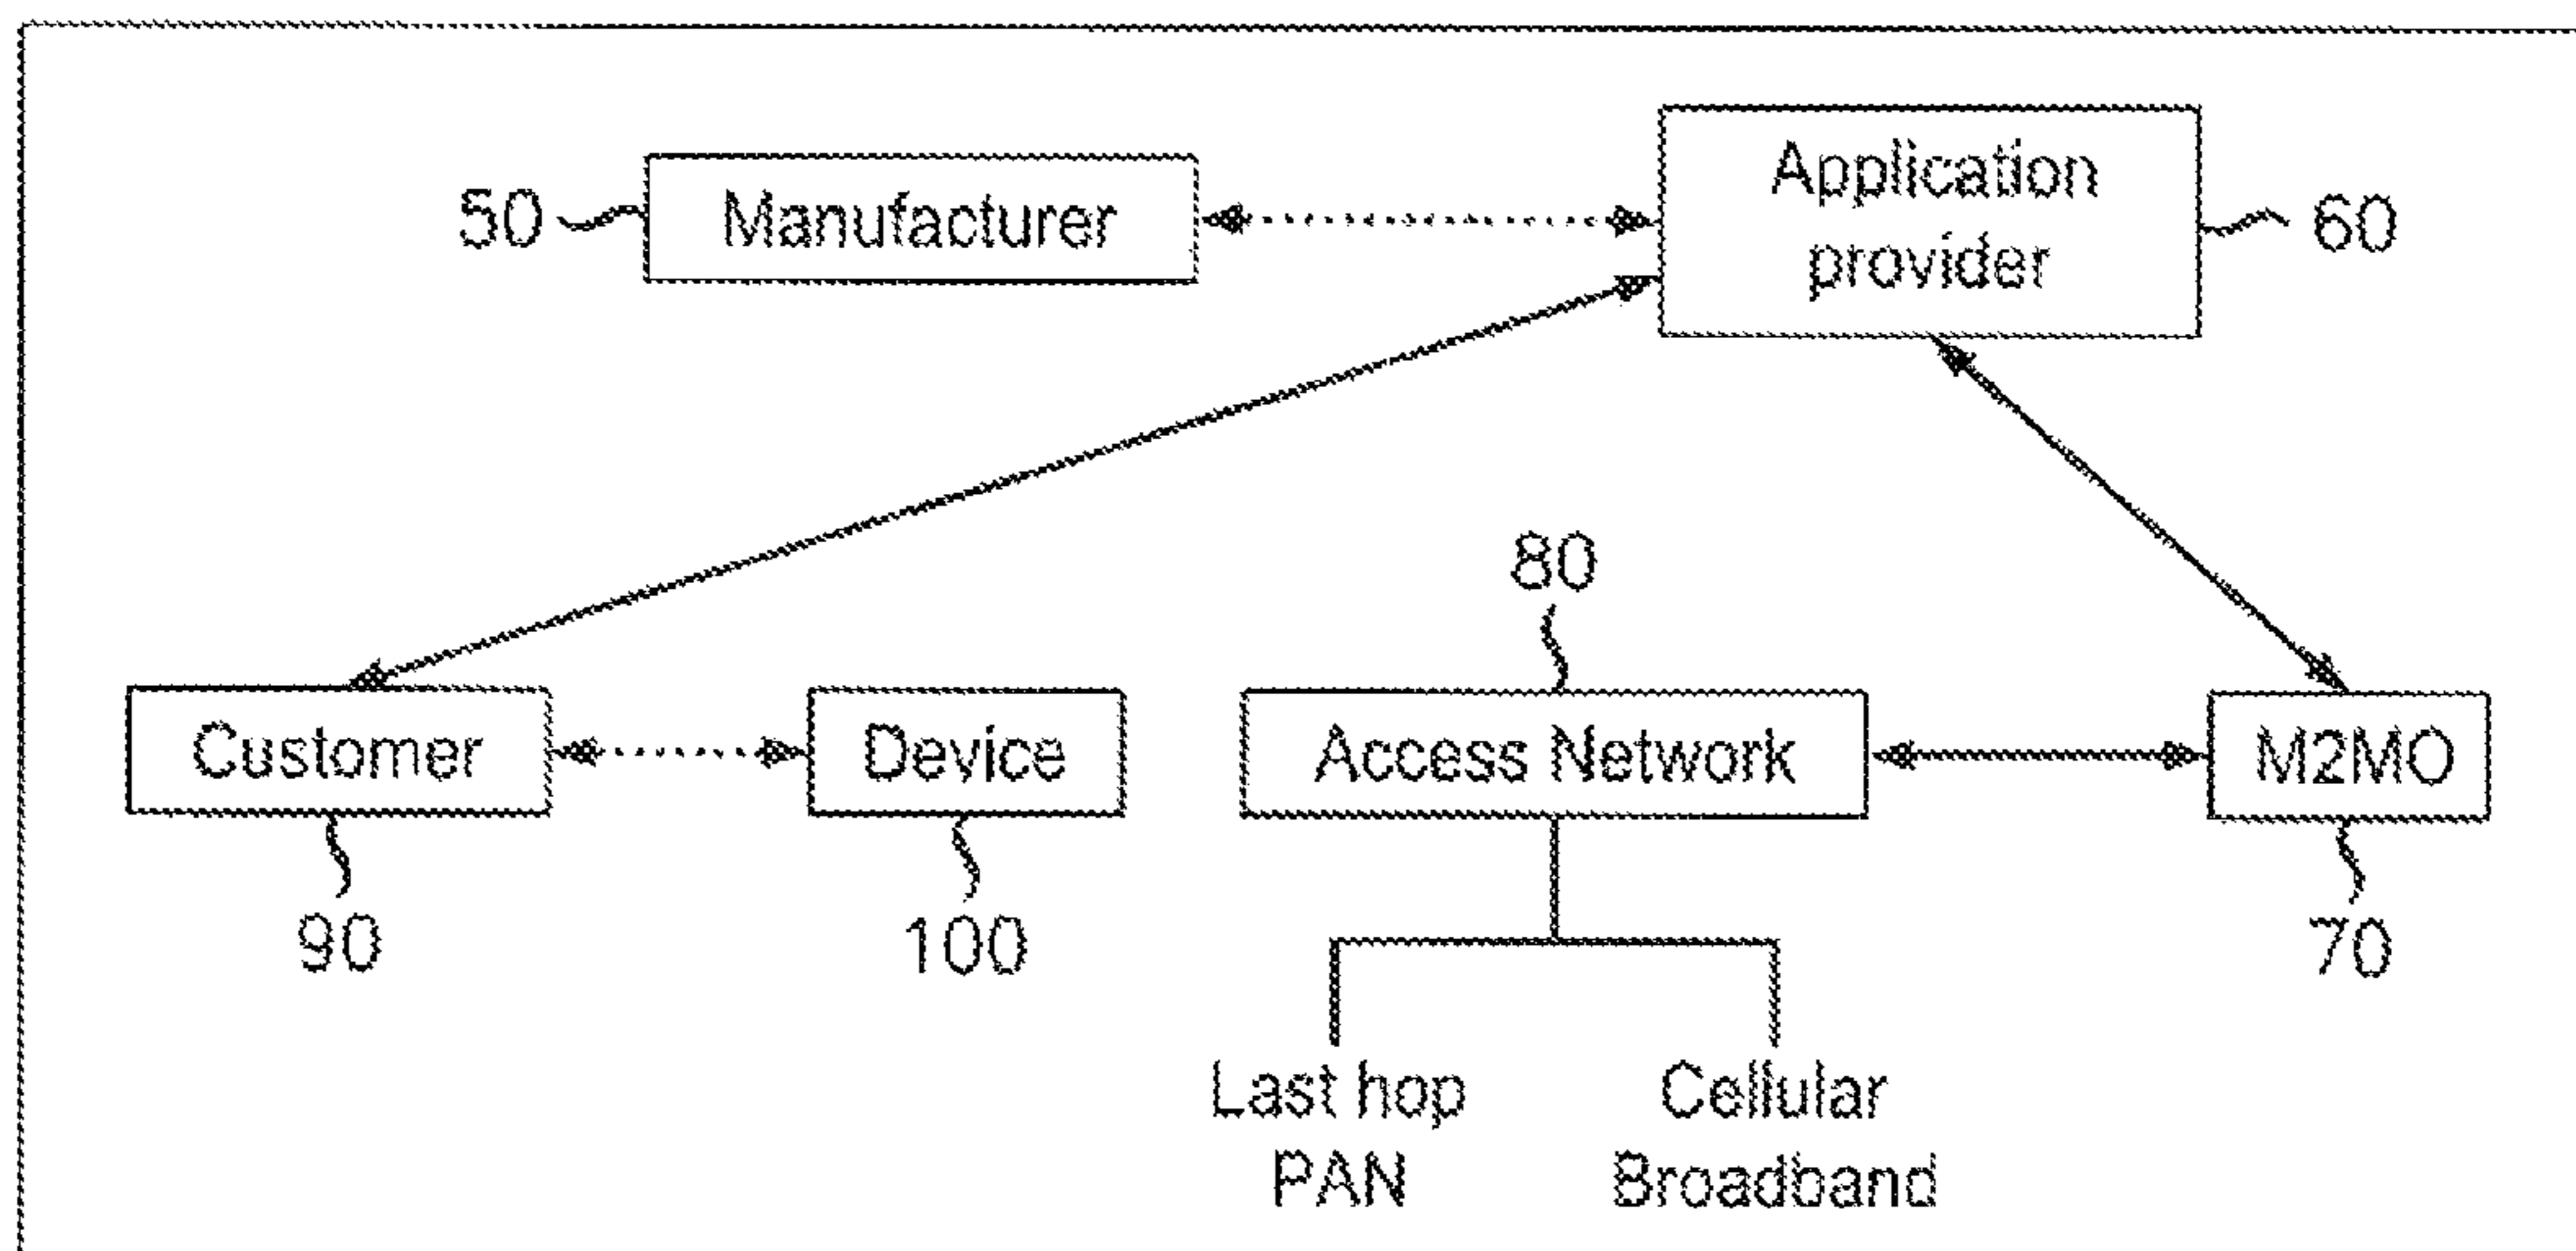 50
Manufacturer
Application
provider
60
80
Customer
Device
Access Network
M2MO
90
100
70
Last hop
PAN
Cellular
Broadband